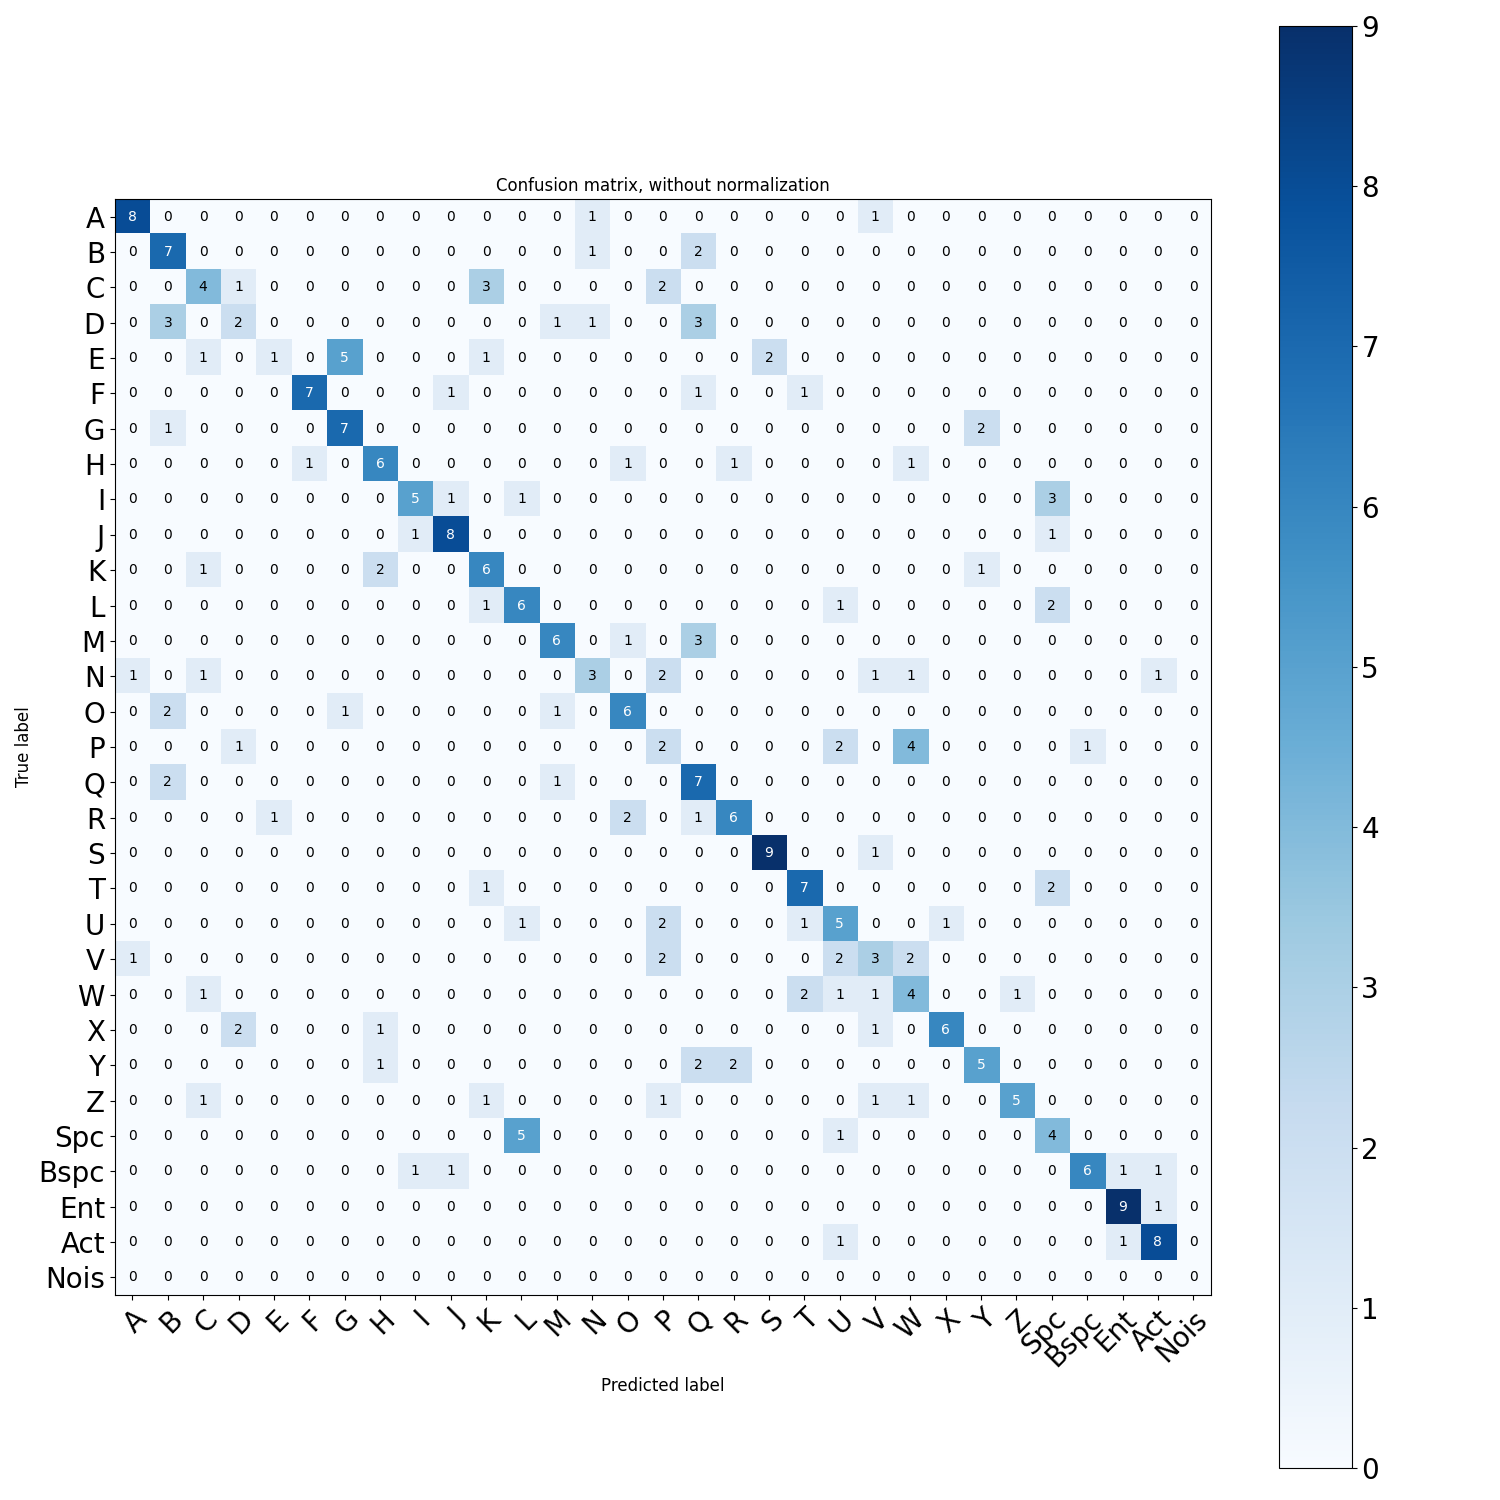 Confusion matrix, without normalization
A 8 0 0 0 0 0 0 0 0 0 0 0 0 1 0 0 0 0 0 0 0 1 0 0 0 0 0 0 0 0 0
B 0 7 0 0 0 0 0 0 0 0 0 0 0 1 0 0 2 0 0 0 0 0 0 0 0 0 0 0 0 0 0
C 0 0 4 1 0 0 0 0 0 0 3 0 0 0 0 2 0 0 0 0 0 0 0 0 0 0 0 0 0 0 0
D 0 3 0 2 0 0 0 0 0 0 0 0 1 1 0 0 3 0 0 0 0 0 0 0 0 0 0 0 0 0 0
E 0 0 1 0 1 0 5 0 0 0 1 0 0 0 0 0 0 0 2 0 0 0 0 0 0 0 0 0 0 0 0
F 0 0 0 0 0 7 0 0 0 1 0 0 0 0 0 0 1 0 0 1 0 0 0 0 0 0 0 0 0 0 0
G 0 1 0 0 0 0 7 0 0 0 0 0 0 0 0 0 0 0 0 0 0 0 0 0 2 0 0 0 0 0 0
H 0 0 0 0 0 1 0 6 0 0 0 0 0 0 1 0 0 1 0 0 0 0 1 0 0 0 0 0 0 0 0
I 0 0 0 0 0 0 0 0 5 1 0 1 0 0 0 0 0 0 0 0 0 0 0 0 0 0 3 0 0 0 0
J 0 0 0 0 0 0 0 0 1 8 0 0 0 0 0 0 0 0 0 0 0 0 0 0 0 0 1 0 0 0 0
K 0 0 1 0 0 0 0 2 0 0 6 0 0 0 0 0 0 0 0 0 0 0 0 0 1 0 0 0 0 0 0
L 0 0 0 0 0 0 0 0 0 0 1 6 0 0 0 0 0 0 0 0 1 0 0 0 0 0 2 0 0 0 0
M 0 0 0 0 0 0 0 0 0 0 0 0 6 0 1 0 3 0 0 0 0 0 0 0 0 0 0 0 0 0 0
N 1 0 1 0 0 0 0 0 0 0 0 0 0 3 0 2 0 0 0 0 0 1 1 0 0 0 0 0 0 1 0
O 0 2 0 0 0 0 1 0 0 0 0 0 1 0 6 0 0 0 0 0 0 0 0 0 0 0 0 0 0 0 0
P 0 0 0 1 0 0 0 0 0 0 0 0 0 0 0 2 0 0 0 0 2 0 4 0 0 0 0 1 0 0 0
Q 0 2 0 0 0 0 0 0 0 0 0 0 1 0 0 0 7 0 0 0 0 0 0 0 0 0 0 0 0 0 0
R 0 0 0 0 1 0 0 0 0 0 0 0 0 0 2 0 1 6 0 0 0 0 0 0 0 0 0 0 0 0 0
S 0 0 0 0 0 0 0 0 0 0 0 0 0 0 0 0 0 0 9 0 0 1 0 0 0 0 0 0 0 0 0
T 0 0 0 0 0 0 0 0 0 0 1 0 0 0 0 0 0 0 0 7 0 0 0 0 0 0 2 0 0 0 0
U 0 0 0 0 0 0 0 0 0 0 0 1 0 0 0 2 0 0 0 1 5 0 0 1 0 0 0 0 0 0 0
V 1 0 0 0 0 0 0 0 0 0 0 0 0 0 0 2 0 0 0 0 2 3 2 0 0 0 0 0 0 0 0
W 0 0 1 0 0 0 0 0 0 0 0 0 0 0 0 0 0 0 0 2 1 1 4 0 0 1 0 0 0 0 0
X 0 0 0 2 0 0 0 1 0 0 0 0 0 0 0 0 0 0 0 0 0 1 0 6 0 0 0 0 0 0 0
Y 0 0 0 0 0 0 0 1 0 0 0 0 0 0 0 0 2 2 0 0 0 0 0 0 5 0 0 0 0 0 0
Z 0 0 1 0 0 0 0 0 0 0 1 0 0 0 0 1 0 0 0 0 0 1 1 0 0 5 0 0 0 0 0
Spc 0 0 0 0 0 0 0 0 0 0 0 5 0 0 0 0 0 0 0 0 1 0 0 0 0 0 4 0 0 0 0
Bspc 0 0 0 0 0 0 0 0 1 1 0 0 0 0 0 0 0 0 0 0 0 0 0 0 0 0 0 6 1 1 0
Ent 0 0 0 0 0 0 0 0 0 0 0 0 0 0 0 0 0 0 0 0 0 0 0 0 0 0 0 0 9 1 0
Act 0 0 0 0 0 0 0 0 0 0 0 0 0 0 0 0 0 0 0 0 1 0 0 0 0 0 0 0 1 8 0
Nois 0 0 0 0 0 0 0 0 0 0 0 0 0 0 0 0 0 0 0 0 0 0 0 0 0 0 0 0 0 0 0
A B C D E F G H I J K L M N O P Q R S T U V W X Y Z Spc Bspc Ent Act Nois
Predicted label
True label
9
8
7
6
5
4
3
2
1
0